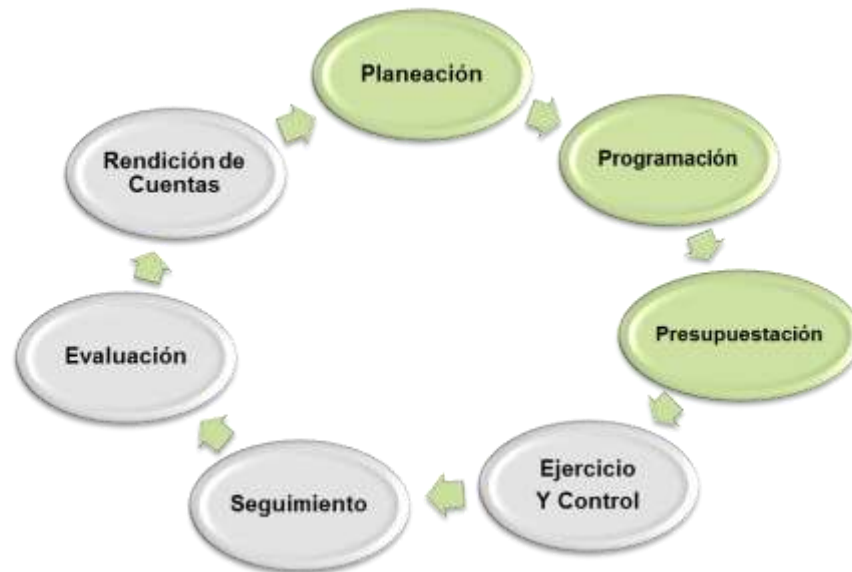 Planeación
Programación
Presupuestación
Ejercicio
Y Control
Seguimiento
Evaluación
Rendición de
Cuentas